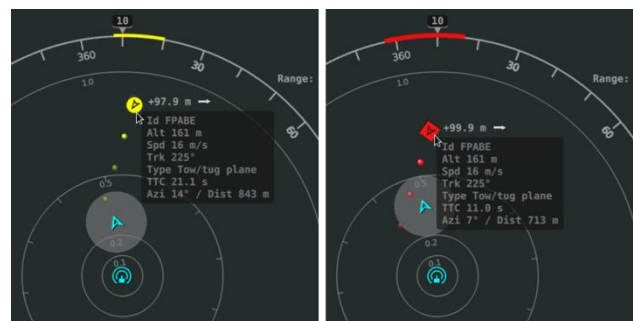 10
360
30
60
Range:
1.0
+97.9 m →
Id FPABE
Alt 161 m
Spd 16 m/s
Trk 225°
Type Tow/tug plane
TTC 21.1 s
Azi 14° / Dist 843 m
0.5
0.2
0.1
10
360
30
60
Range:
1.0
+99.9 m →
Id FPABE
Alt 161 m
Spd 16 m/s
Trk 225°
Type Tow/tug plane
TTC 11.0 s
Azi 7° / Dist 713 m
0.5
0.2
0.1